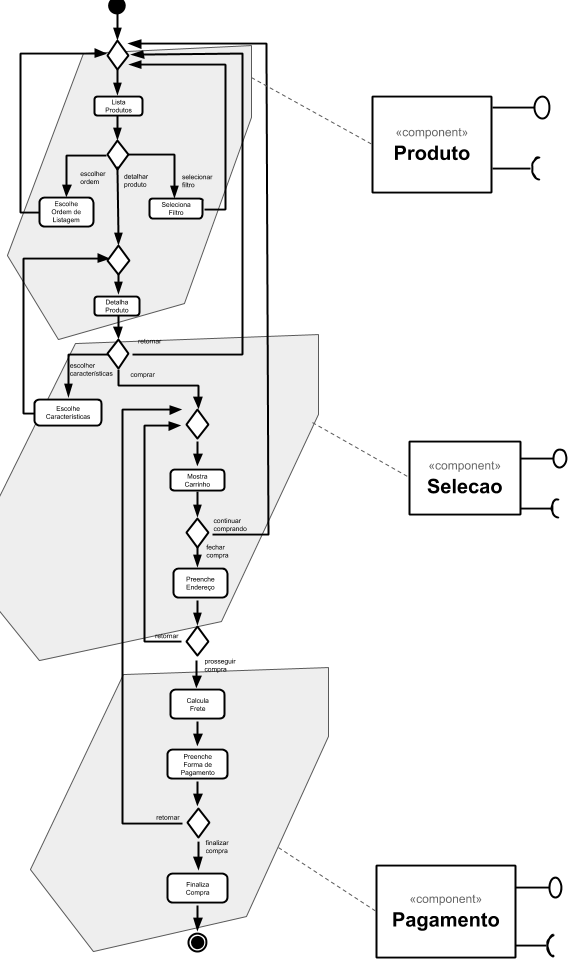 Lista
Produtos
«component»
Produto
escolher
ordem
detalhar
produto
selecionar
filtro
Escolhe
Ordem de
Listagem
Seleciona
Filtro
Detalha
Produto
retornar
escolher
características
comprar
Escolhe
Características
«component»
Selecao
Mostra
Carrinho
continuar
comprando
fechar
compra
Preenche
Endereço
retornar
prosseguir
compra
Calcula
Frete
Preenche
Forma de
Pagamento
retornar
finalizar
compra
Finaliza
Compra
«component»
Pagamento